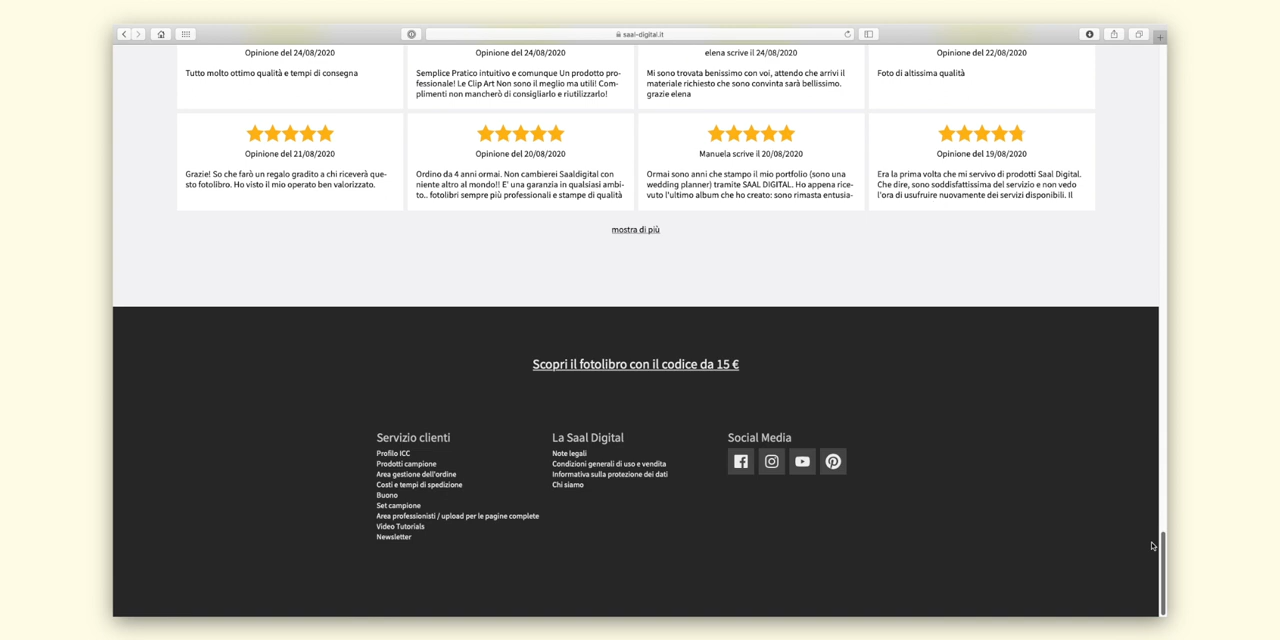 saal-digital.it
Opinione del 24/08/2020
Opinione del 24/08/2020
elena scrive il 24/08/2020
Opinione del 22/08/2020
Tutto molto ottimo qualità e tempi di consegna
Semplice Pratico intuitivo e comunque Un prodotto pro-
fessionale! Le Clip Art Non sono il meglio ma utili! Com-
plimenti non mancherò di consigliarlo e riutilizzarlo!
Mi sono trovata benissimo con voi, attendo che arrivi il
materiale richiesto che sono convinta sarà bellissimo.
grazie elena
Foto di altissima qualità
Opinione del 21/08/2020
Grazie! So che farò un regalo gradito a chi riceverà que-
sto fotolibro. Ho visto il mio operato ben valorizzato.
Opinione del 20/08/2020
Ordino da 4 anni ormai. Non cambierei Saaldigital con
niente altro al mondo!! E' una garanzia in qualsiasi ambi-
to.. fotolibri sempre più professionali e stampe di qualità
Manuela scrive il 20/08/2020
Ormai sono anni che stampo il mio portfolio (sono una
wedding planner) tramite SAAL DIGITAL. Ho appena rice-
vuto l'ultimo album che ho creato: sono rimasta entusia-
Opinione del 19/08/2020
Era la prima volta che mi servivo di prodotti Saal Digital.
Che dire, sono soddisfattissima del servizio e non vedo
l'ora di usufruire nuovamente dei servizi disponibili. Il
mostra di più
Scopri il fotolibro con il codice da 15 €
Servizio clienti
Profilo ICC
Prodotti campione
Area gestione dell'ordine
Costi e tempi di spedizione
Buono
Set campione
Area professionisti / upload per le pagine complete
Video Tutorials
Newsletter
La Saal Digital
Note legali
Condizioni generali di uso e vendita
Informativa sulla protezione dei dati
Chi siamo
Social Media